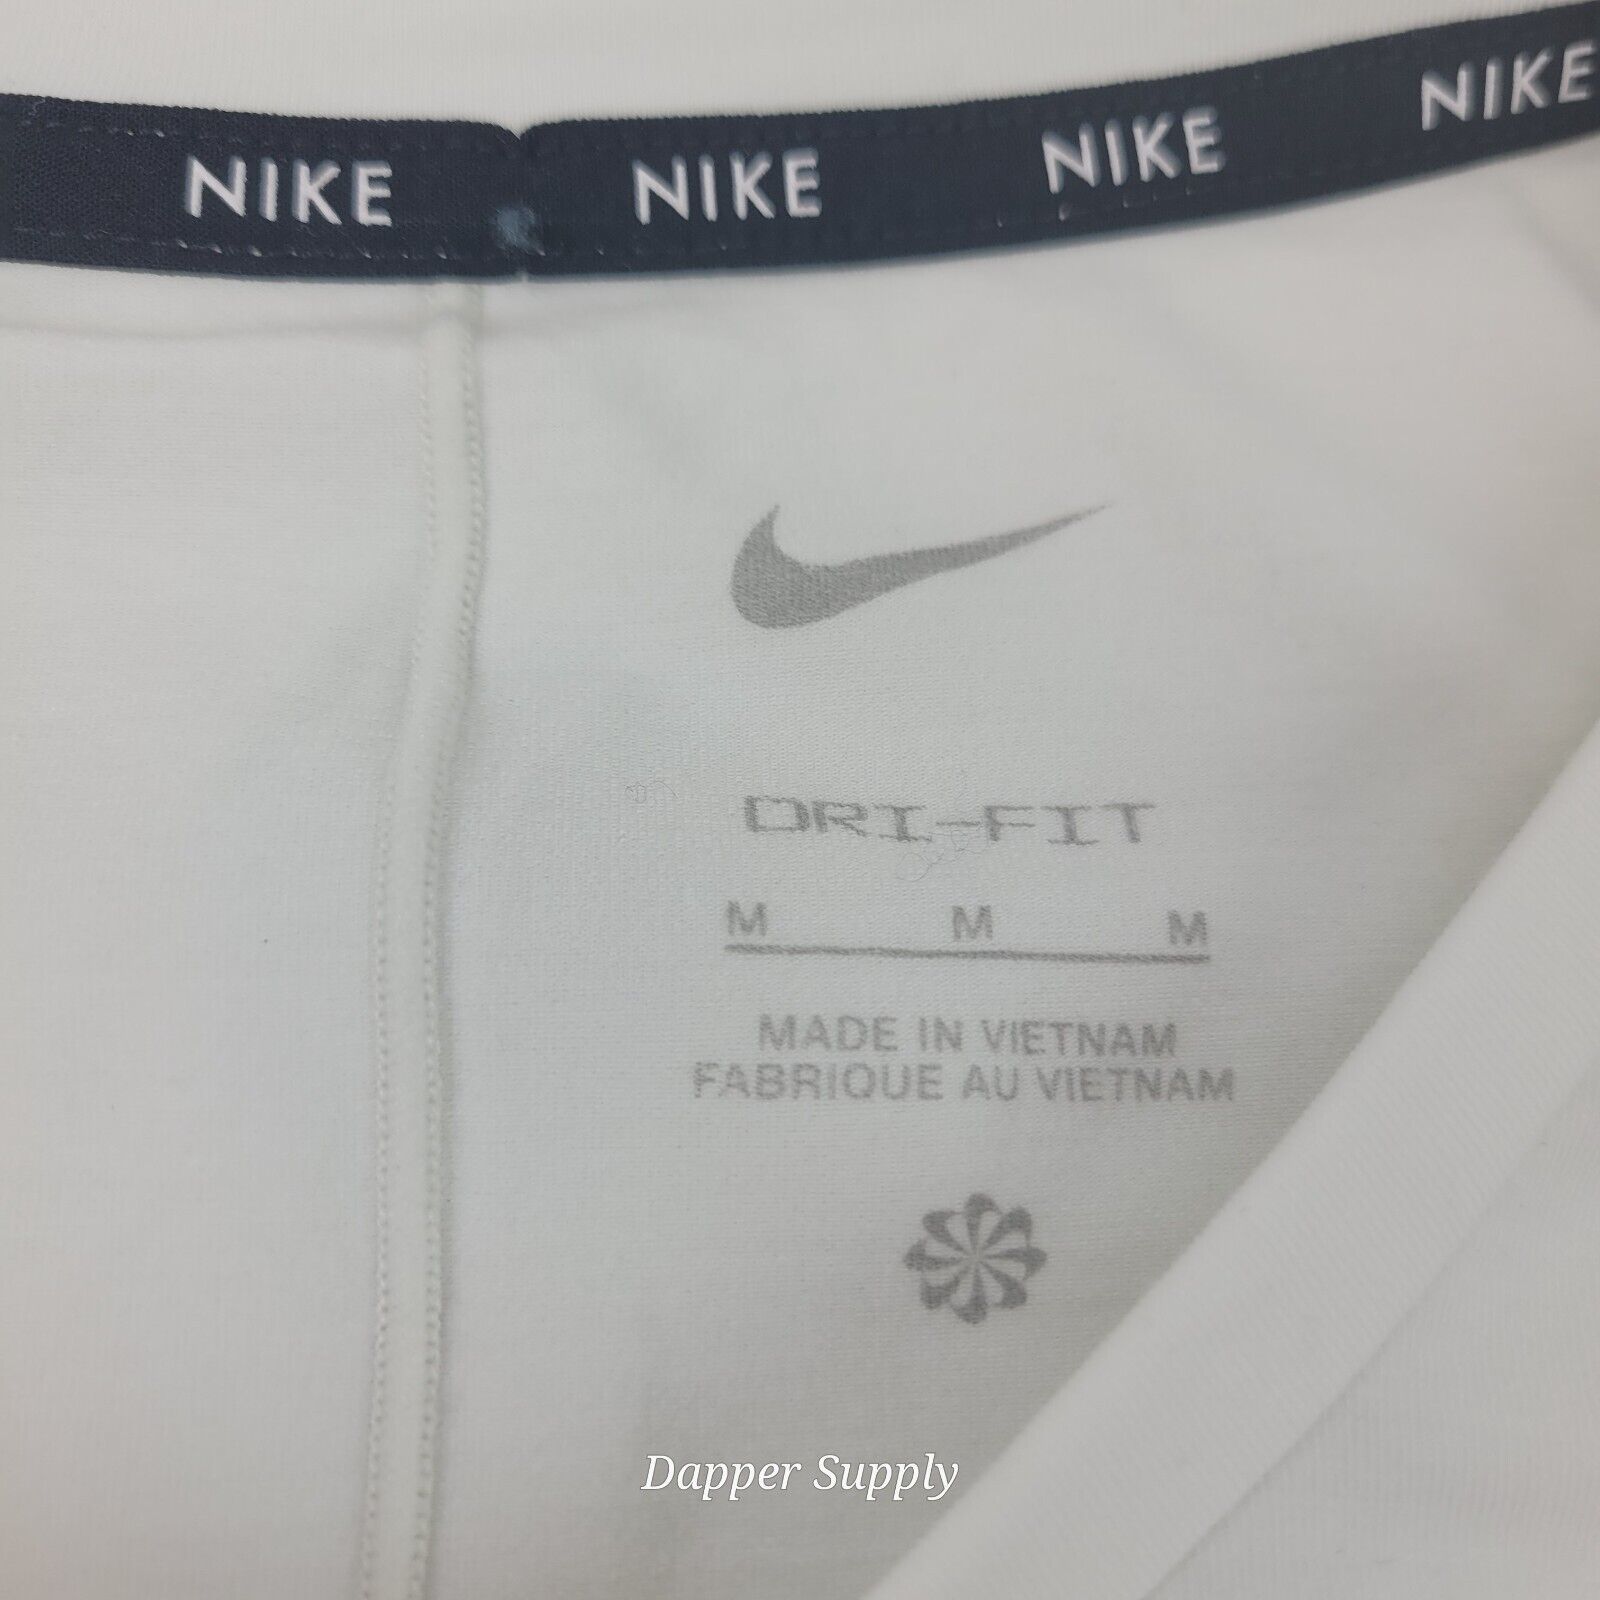 NIKE NIKE NIKE NIKE
DRI-FIT
M M M
MADE IN VIETNAM
FABRIQUE AU VIETNAM
Dapper Supply